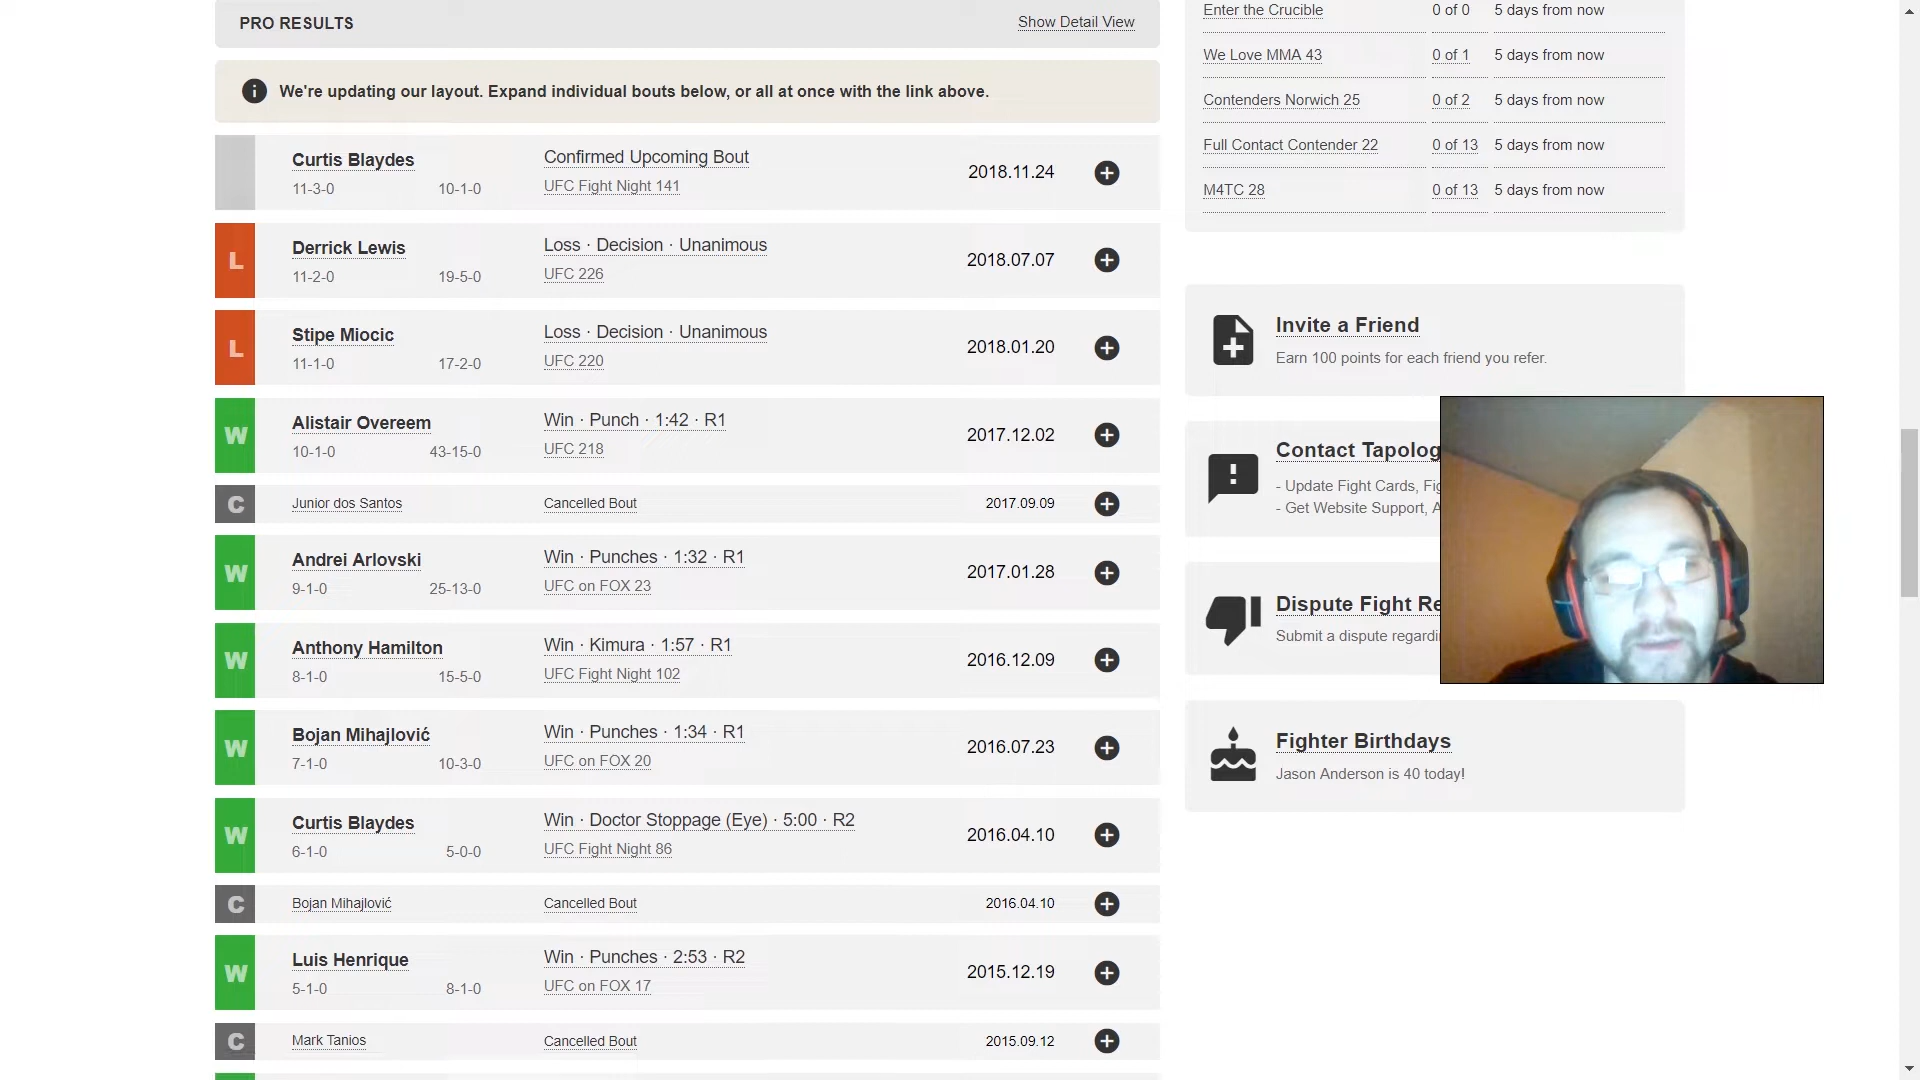 PRO RESULTS
Show Detail View
We're updating our layout. Expand individual bouts below, or all at once with the link above.
Curtis Blaydes
Confirmed Upcoming Bout
2018.11.24
11-3-0
10-1-0
UFC Fight Night 141
L
Derrick Lewis
Loss · Decision · Unanimous
2018.07.07
11-2-0
19-5-0
UFC 226
L
Stipe Miocic
Loss · Decision · Unanimous
2018.01.20
11-1-0
17-2-0
UFC 220
W
Alistair Overeem
Win · Punch · 1:42 · R1
2017.12.02
10-1-0
43-15-0
UFC 218
C
Junior dos Santos
Cancelled Bout
2017.09.09
W
Andrei Arlovski
Win · Punches · 1:32 · R1
2017.01.28
9-1-0
25-13-0
UFC on FOX 23
W
Anthony Hamilton
Win · Kimura · 1:57 · R1
2016.12.09
8-1-0
15-5-0
UFC Fight Night 102
W
Bojan Mihajlović
Win · Punches · 1:34 · R1
2016.07.23
7-1-0
10-3-0
UFC on FOX 20
W
Curtis Blaydes
Win · Doctor Stoppage (Eye) · 5:00 · R2
2016.04.10
6-1-0
5-0-0
UFC Fight Night 86
C
Bojan Mihajlović
Cancelled Bout
2016.04.10
W
Luis Henrique
Win · Punches · 2:53 · R2
2015.12.19
5-1-0
8-1-0
UFC on FOX 17
C
Mark Tanios
Cancelled Bout
2015.09.12
Enter the Crucible 0 of 0 5 days from now
We Love MMA 43 0 of 1 5 days from now
Contenders Norwich 25 0 of 2 5 days from now
Full Contact Contender 22 0 of 13 5 days from now
M4TC 28 0 of 13 5 days from now
Invite a Friend
Earn 100 points for each friend you refer.
Contact Tapolog
- Update Fight Cards, Fig
- Get Website Support, A
Dispute Fight Re
Submit a dispute regardi
Fighter Birthdays
Jason Anderson is 40 today!